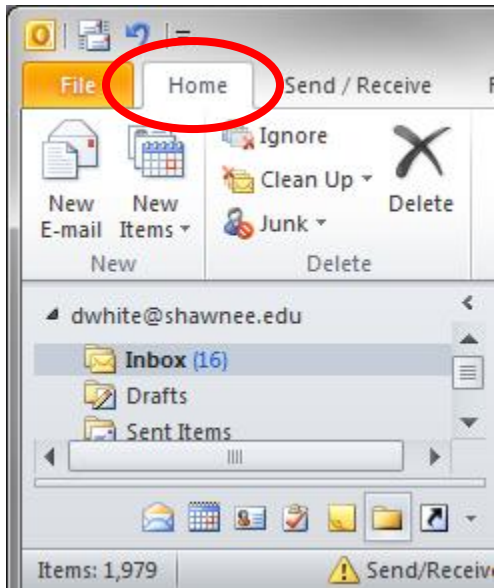 File Home Send / Receive
Ignore
Clean Up
Junk
New E-mail
New Items
Delete
New
Delete
dwhite@shawnee.edu
Inbox (16)
Drafts
Sent Items
Items: 1,979
Send/Receive